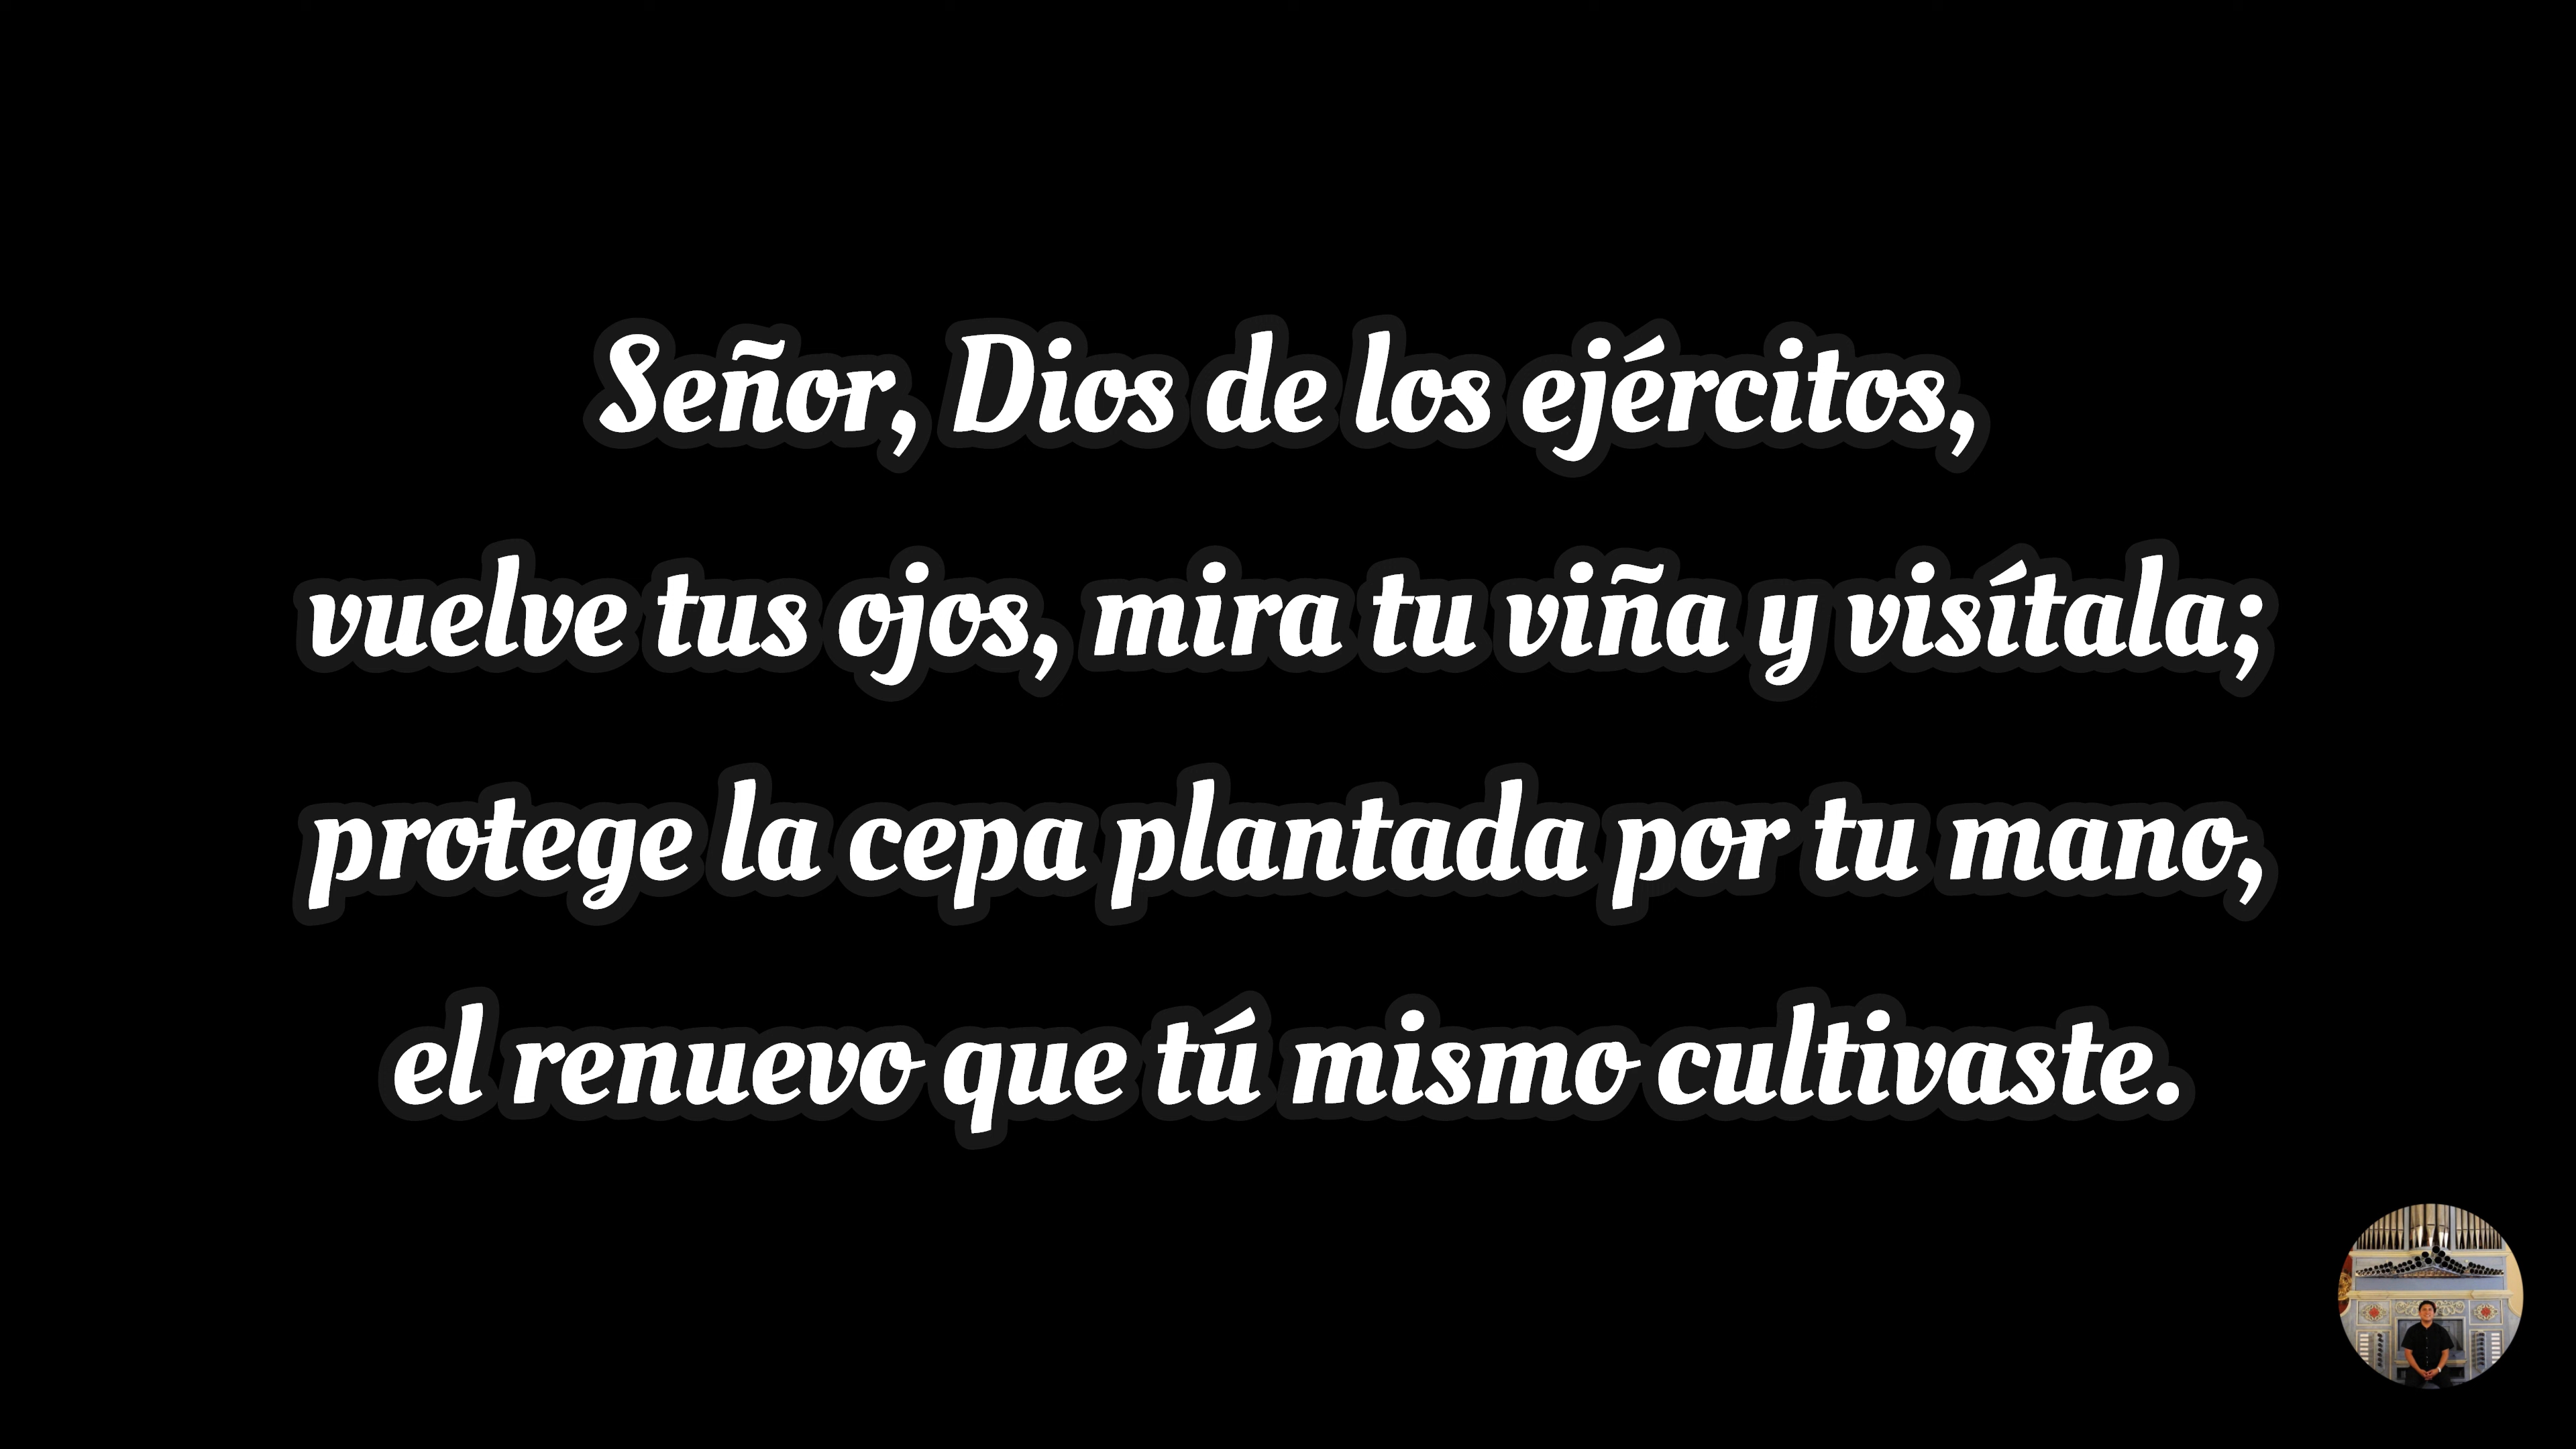 Señor, Dios de los ejércitos,
vuelve tus ojos, mira tu viña y visítala;
protege la cepa plantada por tu mano,
el renuevo que tú mismo cultivaste.